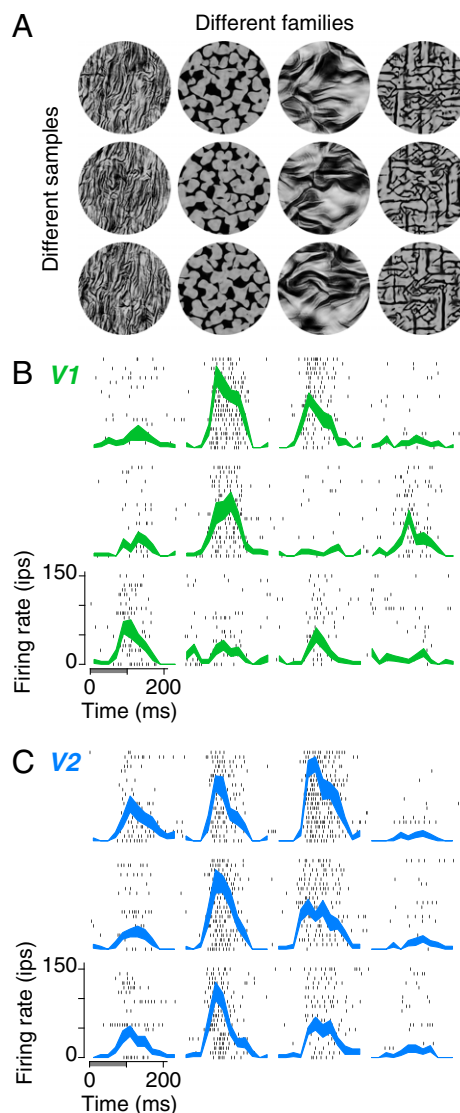 A
Different families
Different samples
B V1
150
Firing rate (ips)
0
0 200
Time (ms)
C V2
150
Firing rate (ips)
0
0 200
Time (ms)